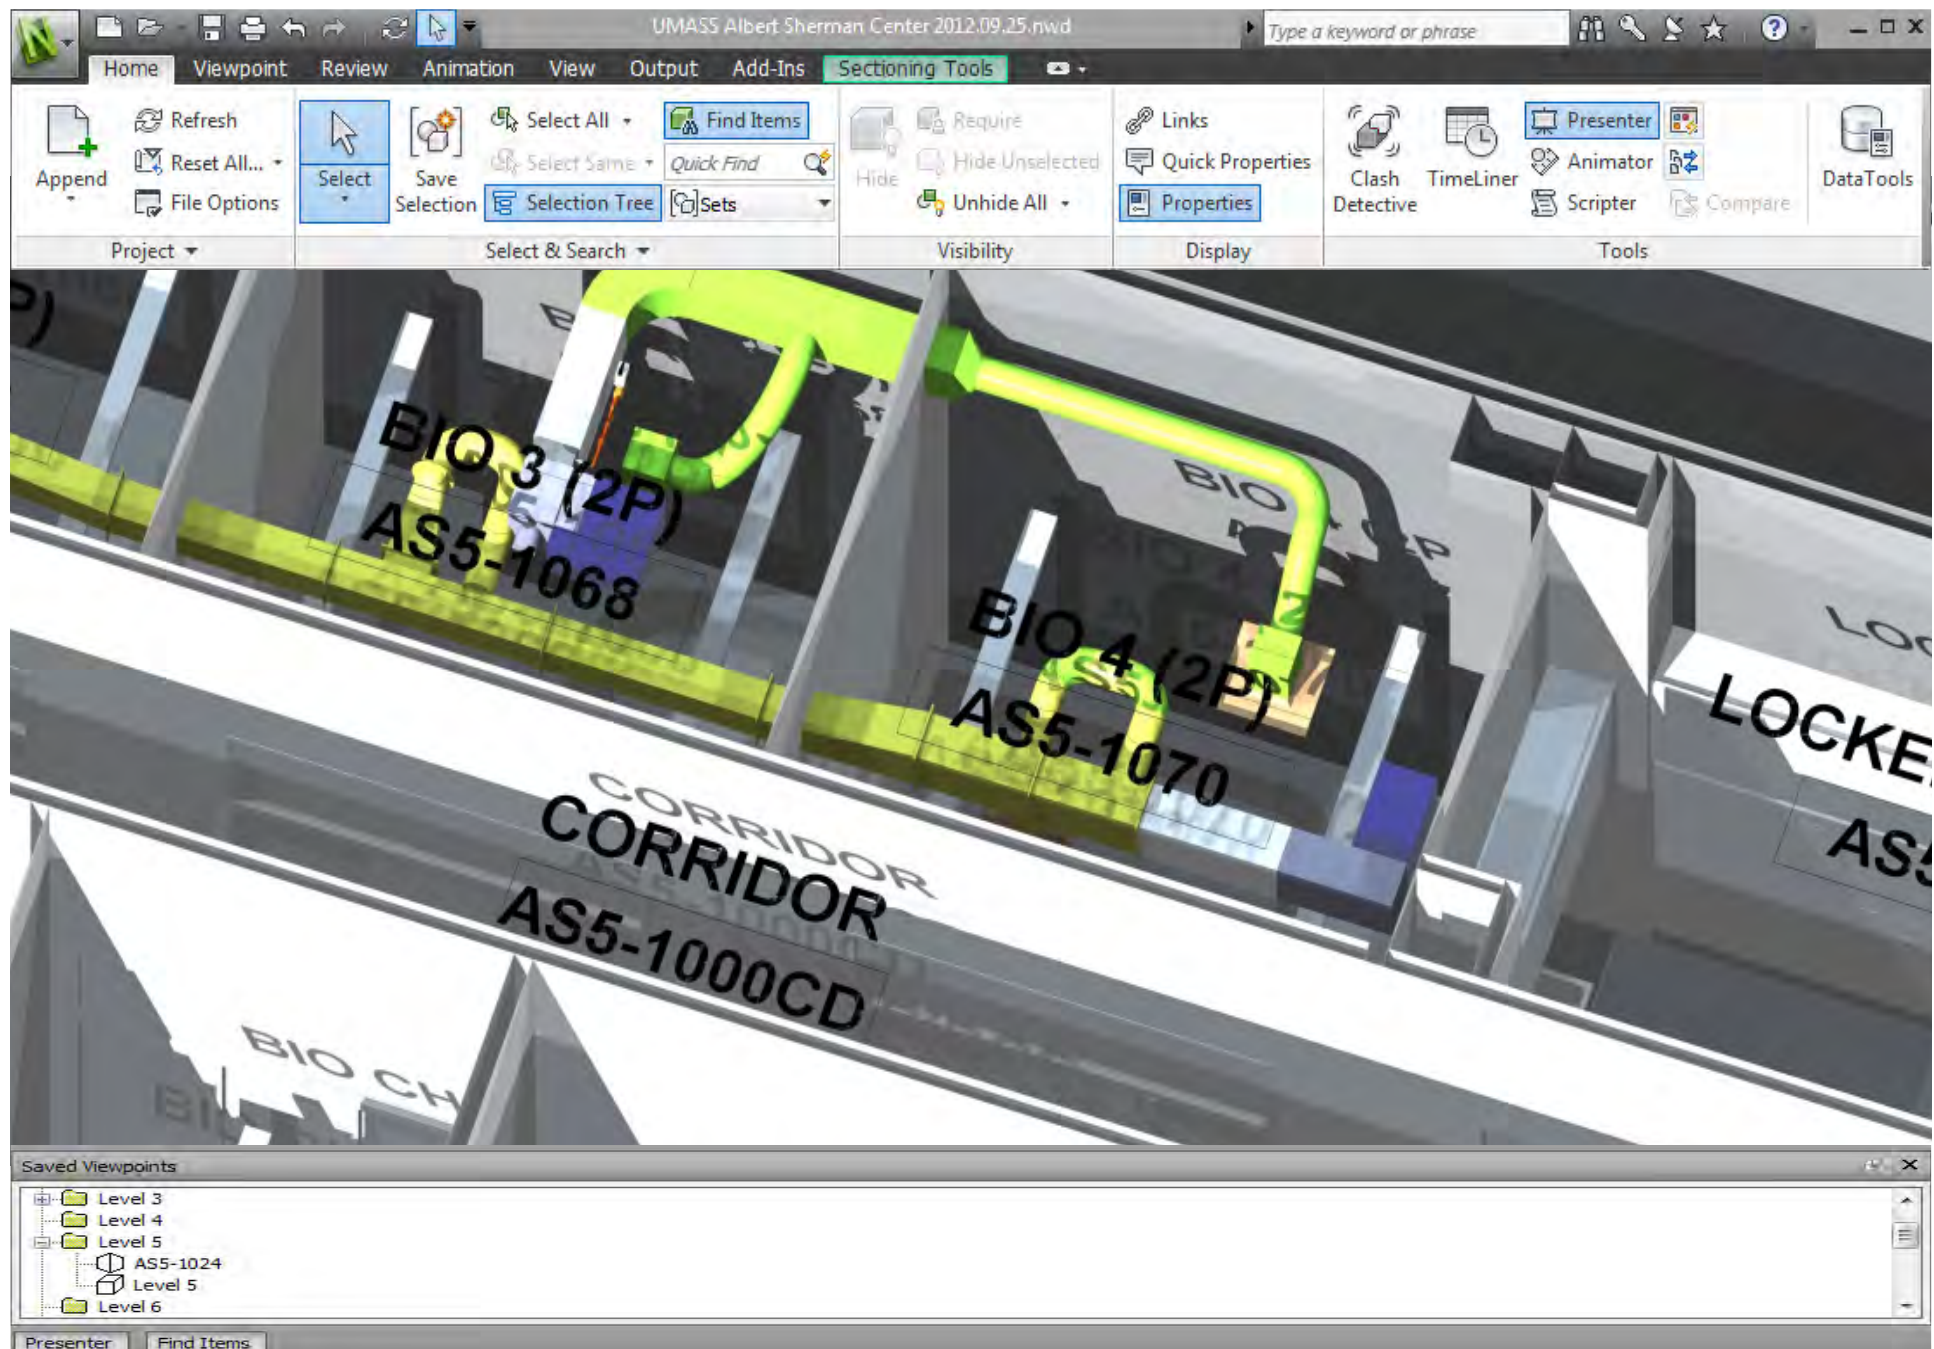 UMASS Albert Sherman Center 2012.09.25.nwd
Type a keyword or phrase
Home Viewpoint Review Animation View Output Add-Ins Sectioning Tools
Append
Refresh
Reset All...
File Options
Project
Select
Save Selection
Select All
Select Same
Selection Tree
Find Items
Quick Find
Sets
Select & Search
Hide
Require
Hide Unselected
Unhide All
Visibility
Links
Quick Properties
Properties
Display
Clash Detective
TimeLiner
Presenter
Animator
Scripter
Compare
Tools
DataTools
BIO 3 (2P)
AS5-1068
BIO 4 (2P)
AS5-1070
LOCKE
AS5
CORRIDOR
CORRIDOR
AS5-1000CD
BIO CH
Saved Viewpoints
Level 3
Level 4
Level 5
AS5-1024
Level 5
Level 6
Presenter Find Items